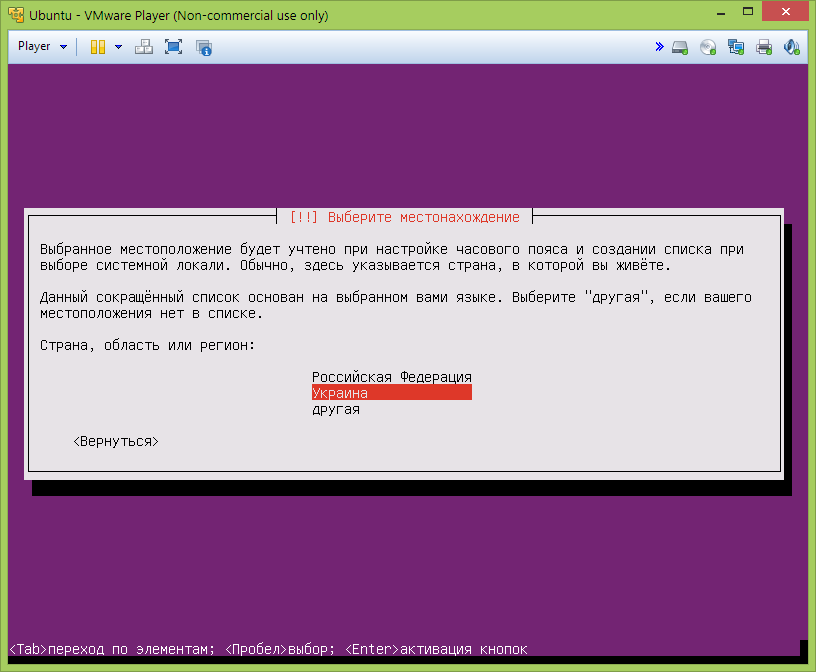 Ubuntu - VMware Player (Non-commercial use only)
Player
[!!] Выберите местонахождение
Выбранное местоположение будет учтено при настройке часового пояса и создании списка при
выборе системной локали. Обычно, здесь указывается страна, в которой вы живёте.
Данный сокращённый список основан на выбранном вами языке. Выберите "другая", если вашего
местоположения нет в списке.
Страна, область или регион:
Российская Федерация
Украина
другая
<Вернуться>
<Tab>переход по элементам; <Пробел>выбор; <Enter>активация кнопок